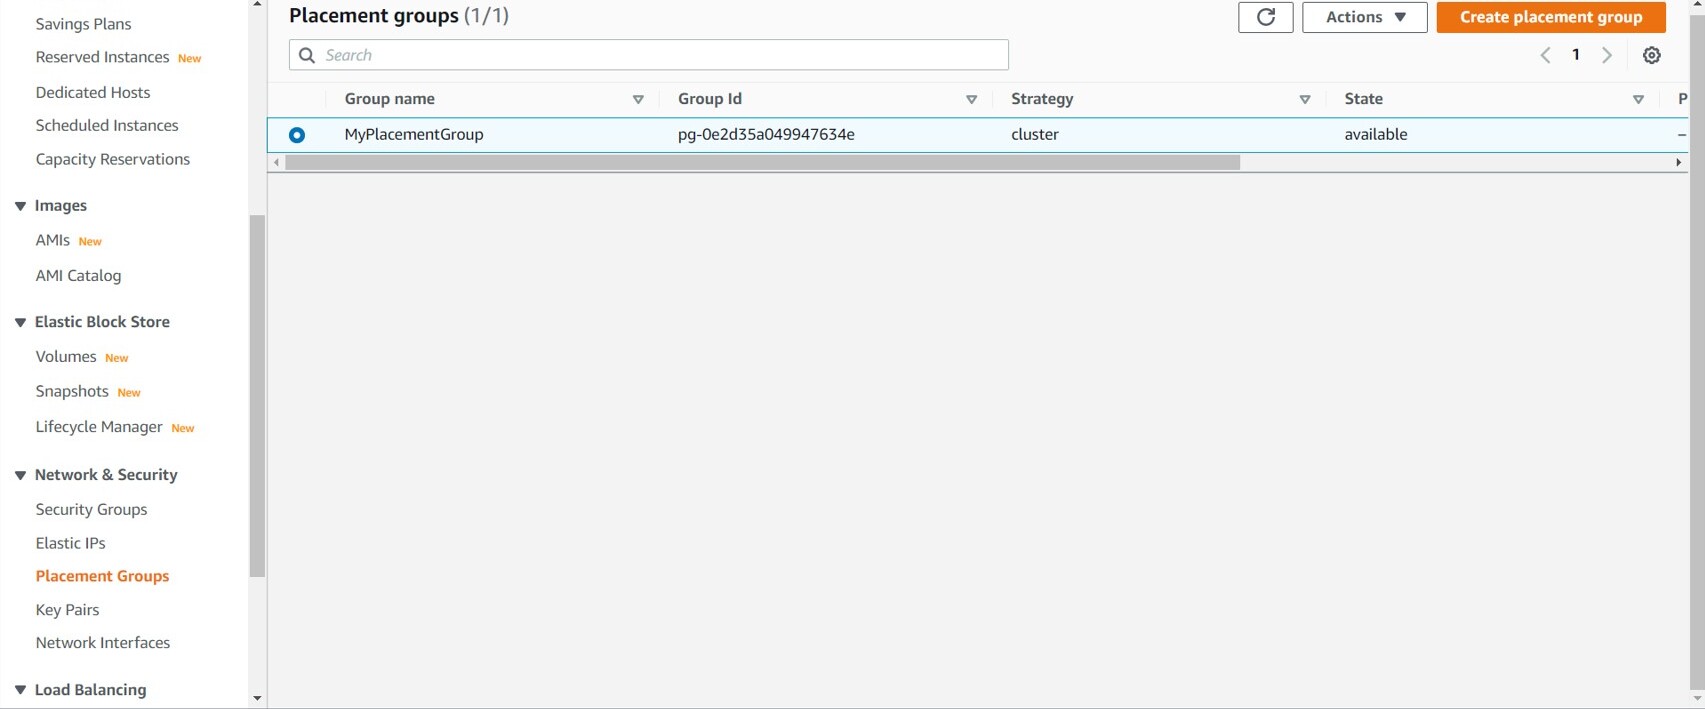 Savings Plans
Reserved Instances New
Dedicated Hosts
Scheduled Instances
Capacity Reservations
Images
AMIs New
AMI Catalog
Elastic Block Store
Volumes New
Snapshots New
Lifecycle Manager New
Network & Security
Security Groups
Elastic IPs
Placement Groups
Key Pairs
Network Interfaces
Load Balancing
Placement groups (1/1)
Actions
Create placement group
Search
1
Group name Group Id Strategy State P
MyPlacementGroup pg-0e2d35a049947634e cluster available –